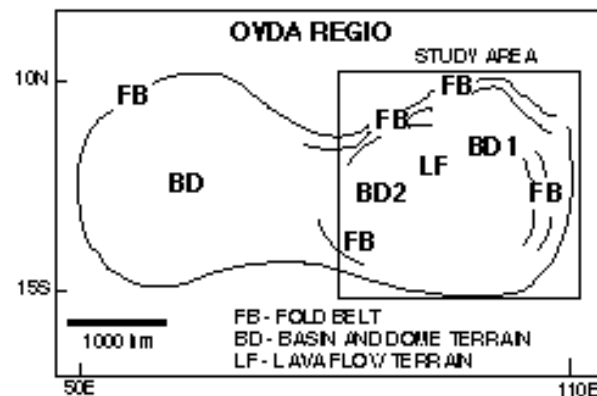 OVDA REGIO
STUDY AREA
10N
FB
FB
FB
BD 1
LF
BD
BD2
FB
FB
15S
FB - FOLD BELT
1000 km
BD - BASIN AND DOME TERRAIN
LF - LAVA FLOW TERRAIN
50E
110E